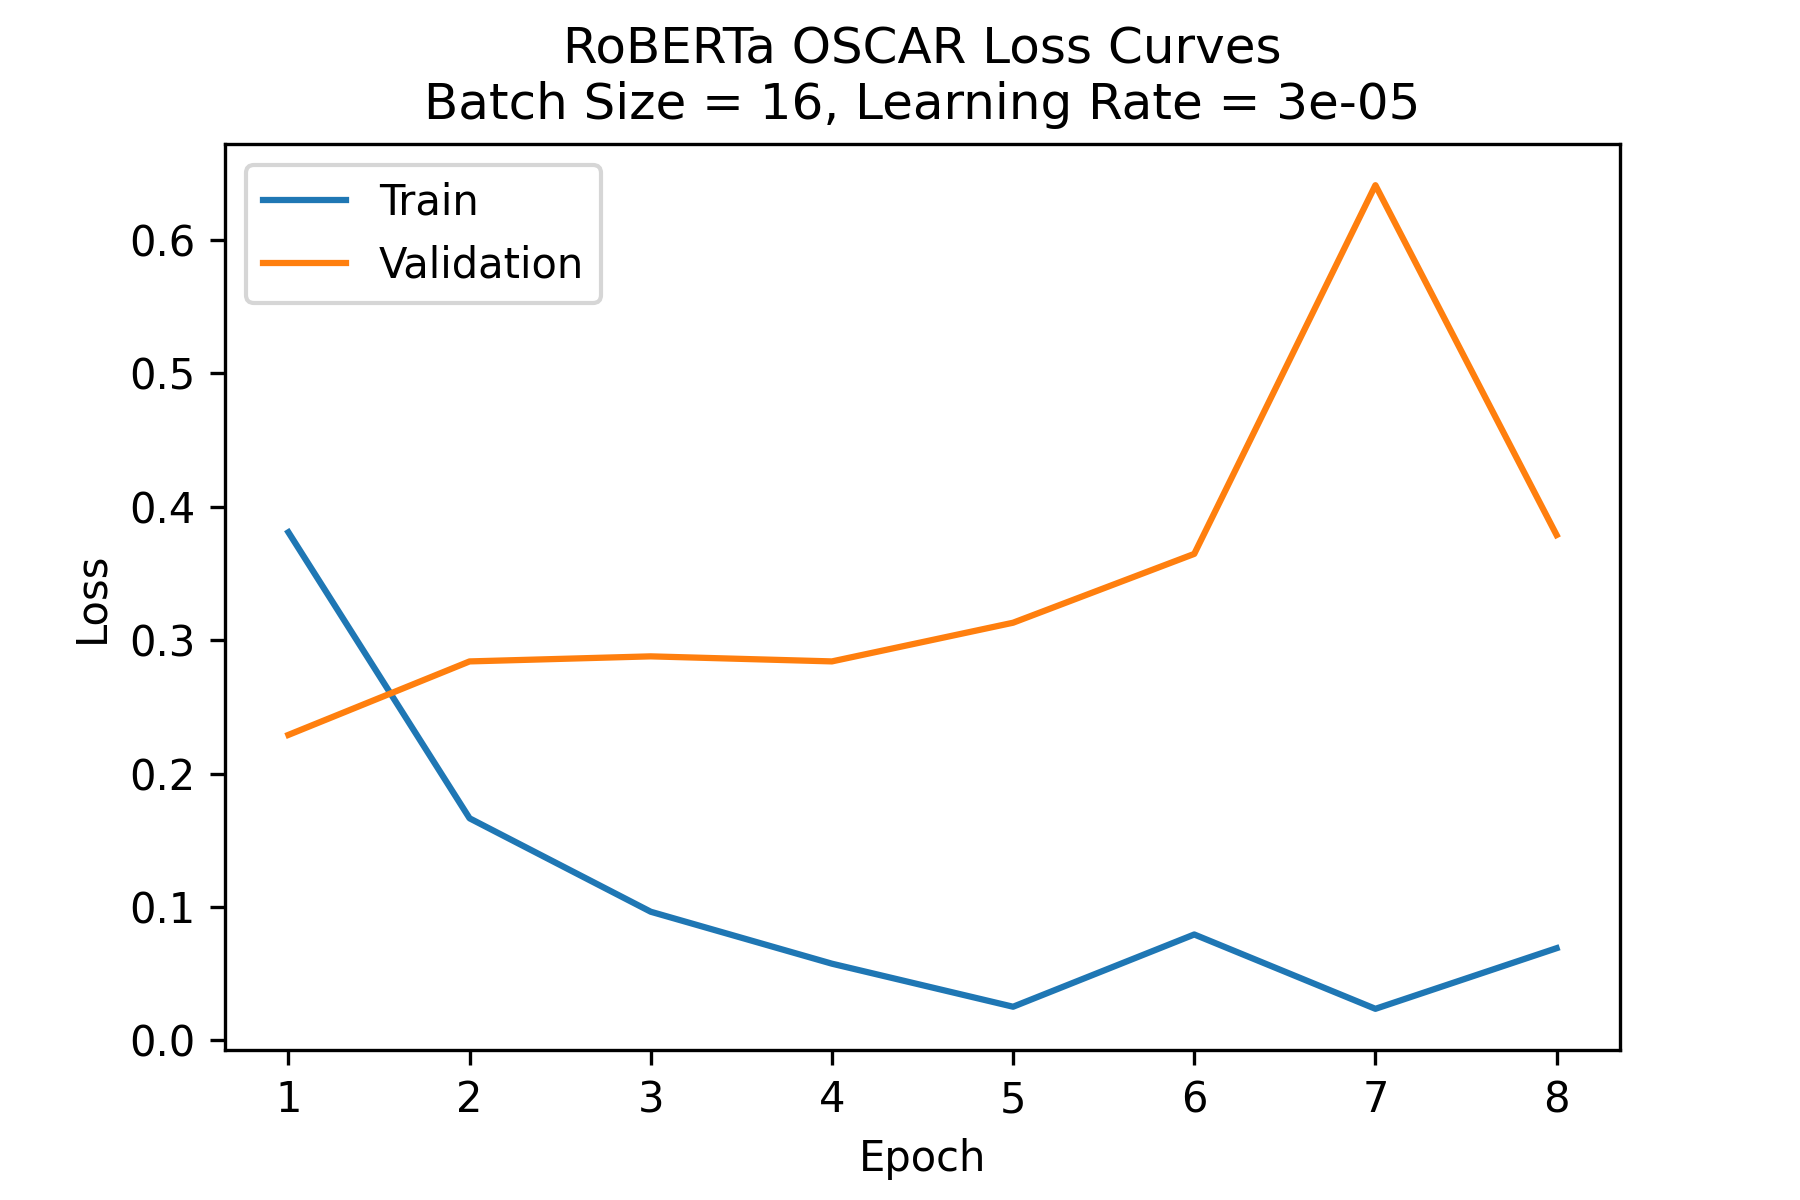 RoBERTa OSCAR Loss Curves
Batch Size = 16, Learning Rate = 3e-05
Train
Validation
0.6
0.5
0.4
0.3
0.2
0.1
0.0
Loss
1 2 3 4 5 6 7 8
Epoch